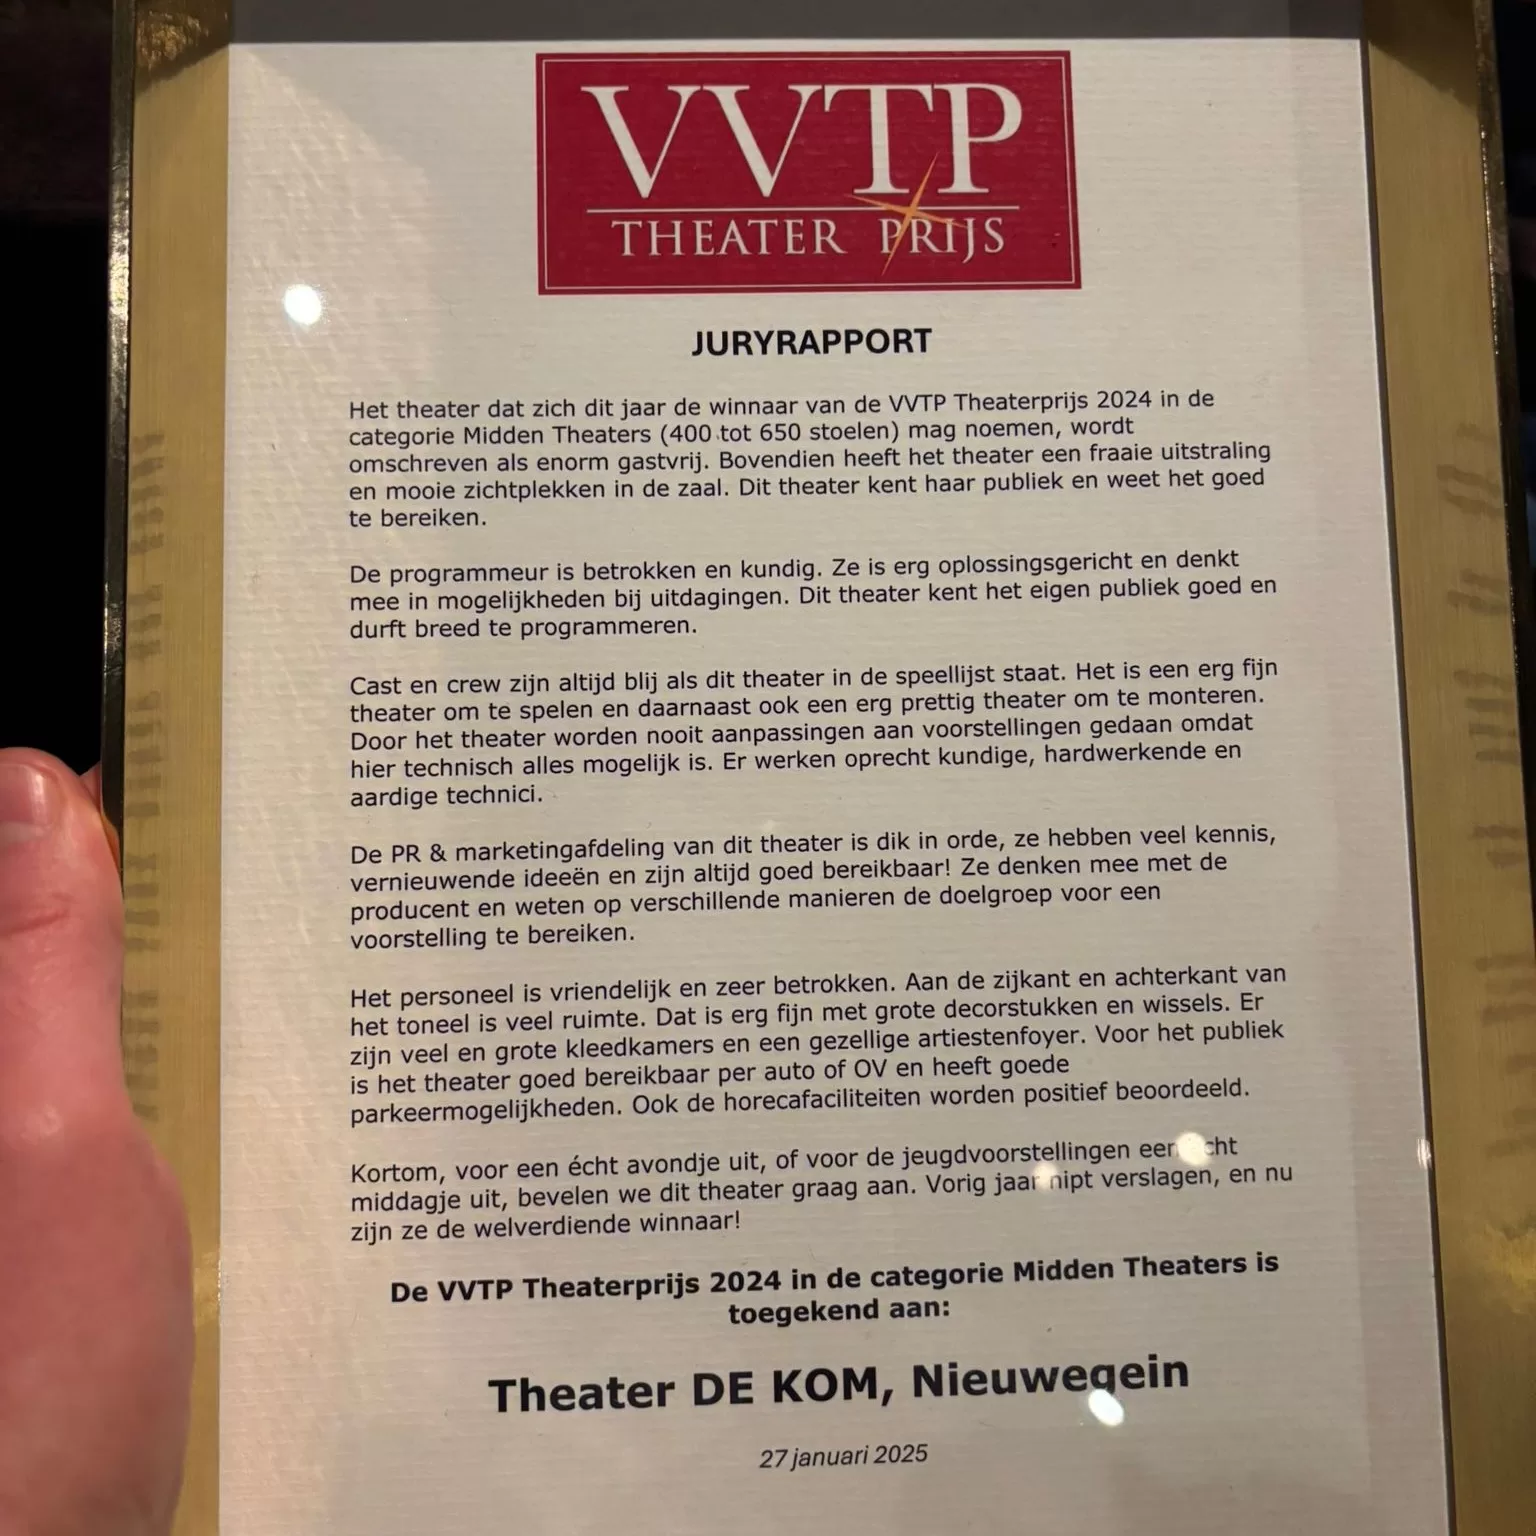 VVTP
THEATER PRIJS
JURYRAPPORT
Het theater dat zich dit jaar de winnaar van de VVTP Theaterprijs 2024 in de
categorie Midden Theaters (400 tot 650 stoelen) mag noemen, wordt
omschreven als enorm gastvrij. Bovendien heeft het theater een fraaie uitstraling
en mooie zichtplekken in de zaal. Dit theater kent haar publiek en weet het goed
te bereiken.
De programmeur is betrokken en kundig. Ze is erg oplossingsgericht en denkt
mee in mogelijkheden bij uitdagingen. Dit theater kent het eigen publiek goed en
durft breed te programmeren.
Cast en crew zijn altijd blij als dit theater in de speellijst staat. Het is een erg fijn
theater om te spelen en daarnaast ook een erg prettig theater om te monteren.
Door het theater worden nooit aanpassingen aan voorstellingen gedaan omdat
hier technisch alles mogelijk is. Er werken oprecht kundige, hardwerkende en
aardige technici.
De PR & marketingafdeling van dit theater is dik in orde, ze hebben veel kennis,
vernieuwende ideeën en zijn altijd goed bereikbaar! Ze denken mee met de
producent en weten op verschillende manieren de doelgroep voor een
voorstelling te bereiken.
Het personeel is vriendelijk en zeer betrokken. Aan de zijkant en achterkant van
het toneel is veel ruimte. Dat is erg fijn met grote decorstukken en wissels. Er
zijn veel en grote kleedkamers en een gezellige artiestenfoyer. Voor het publiek
is het theater goed bereikbaar per auto of OV en heeft goede
parkeermogelijkheden. Ook de horecafaciliteiten worden positief beoordeeld.
Kortom, voor een écht avondje uit, of voor de jeugdvoorstellingen een
middagje uit, bevelen we dit theater graag aan. Vorig jaar nipt verslagen, en nu
zijn ze de welverdiende winnaar!
De VVTP Theaterprijs 2024 in de categorie Midden Theaters is
toegekend aan:
Theater DE KOM, Nieuwegein
27 januari 2025